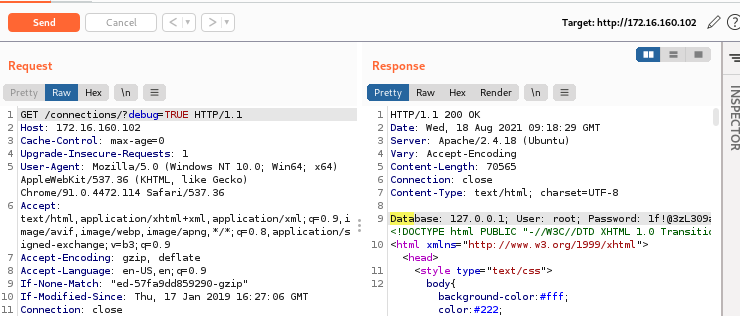 Send
Cancel
< >
Target: http://172.16.160.102
Request
Response
Pretty Raw Hex \n
Pretty Raw Hex Render \n
1 GET /connections/?debug=TRUE HTTP/1.1
2 Host: 172.16.160.102
3 Cache-Control: max-age=0
4 Upgrade-Insecure-Requests: 1
5 User-Agent: Mozilla/5.0 (Windows NT 10.0; Win64; x64)
AppleWebKit/537.36 (KHTML, like Gecko)
Chrome/91.0.4472.114 Safari/537.36
6 Accept:
text/html,application/xhtml+xml,application/xml;q=0.9,i
mage/avif,image/webp,image/apng,*/*;q=0.8,application/s
igned-exchange;v=b3;q=0.9
7 Accept-Encoding: gzip, deflate
8 Accept-Language: en-US,en;q=0.9
9 If-None-Match: "ed-57fa9dd859290-gzip"
10 If-Modified-Since: Thu, 17 Jan 2019 16:27:06 GMT
11 Connection: close
1 HTTP/1.1 200 OK
2 Date: Wed, 18 Aug 2021 09:18:29 GMT
3 Server: Apache/2.4.18 (Ubuntu)
4 Vary: Accept-Encoding
5 Content-Length: 70565
6 Connection: close
7 Content-Type: text/html; charset=UTF-8
8
9 Database: 127.0.0.1; User: root; Password: 1f!@3zL309a
<!DOCTYPE html PUBLIC "-//W3C//DTD XHTML 1.0 Transitio
10 <html xmlns="http://www.w3.org/1999/xhtml">
<head>
11 <style type="text/css">
12 body{
background-color:#fff;
color:#222;
INSPECTOR